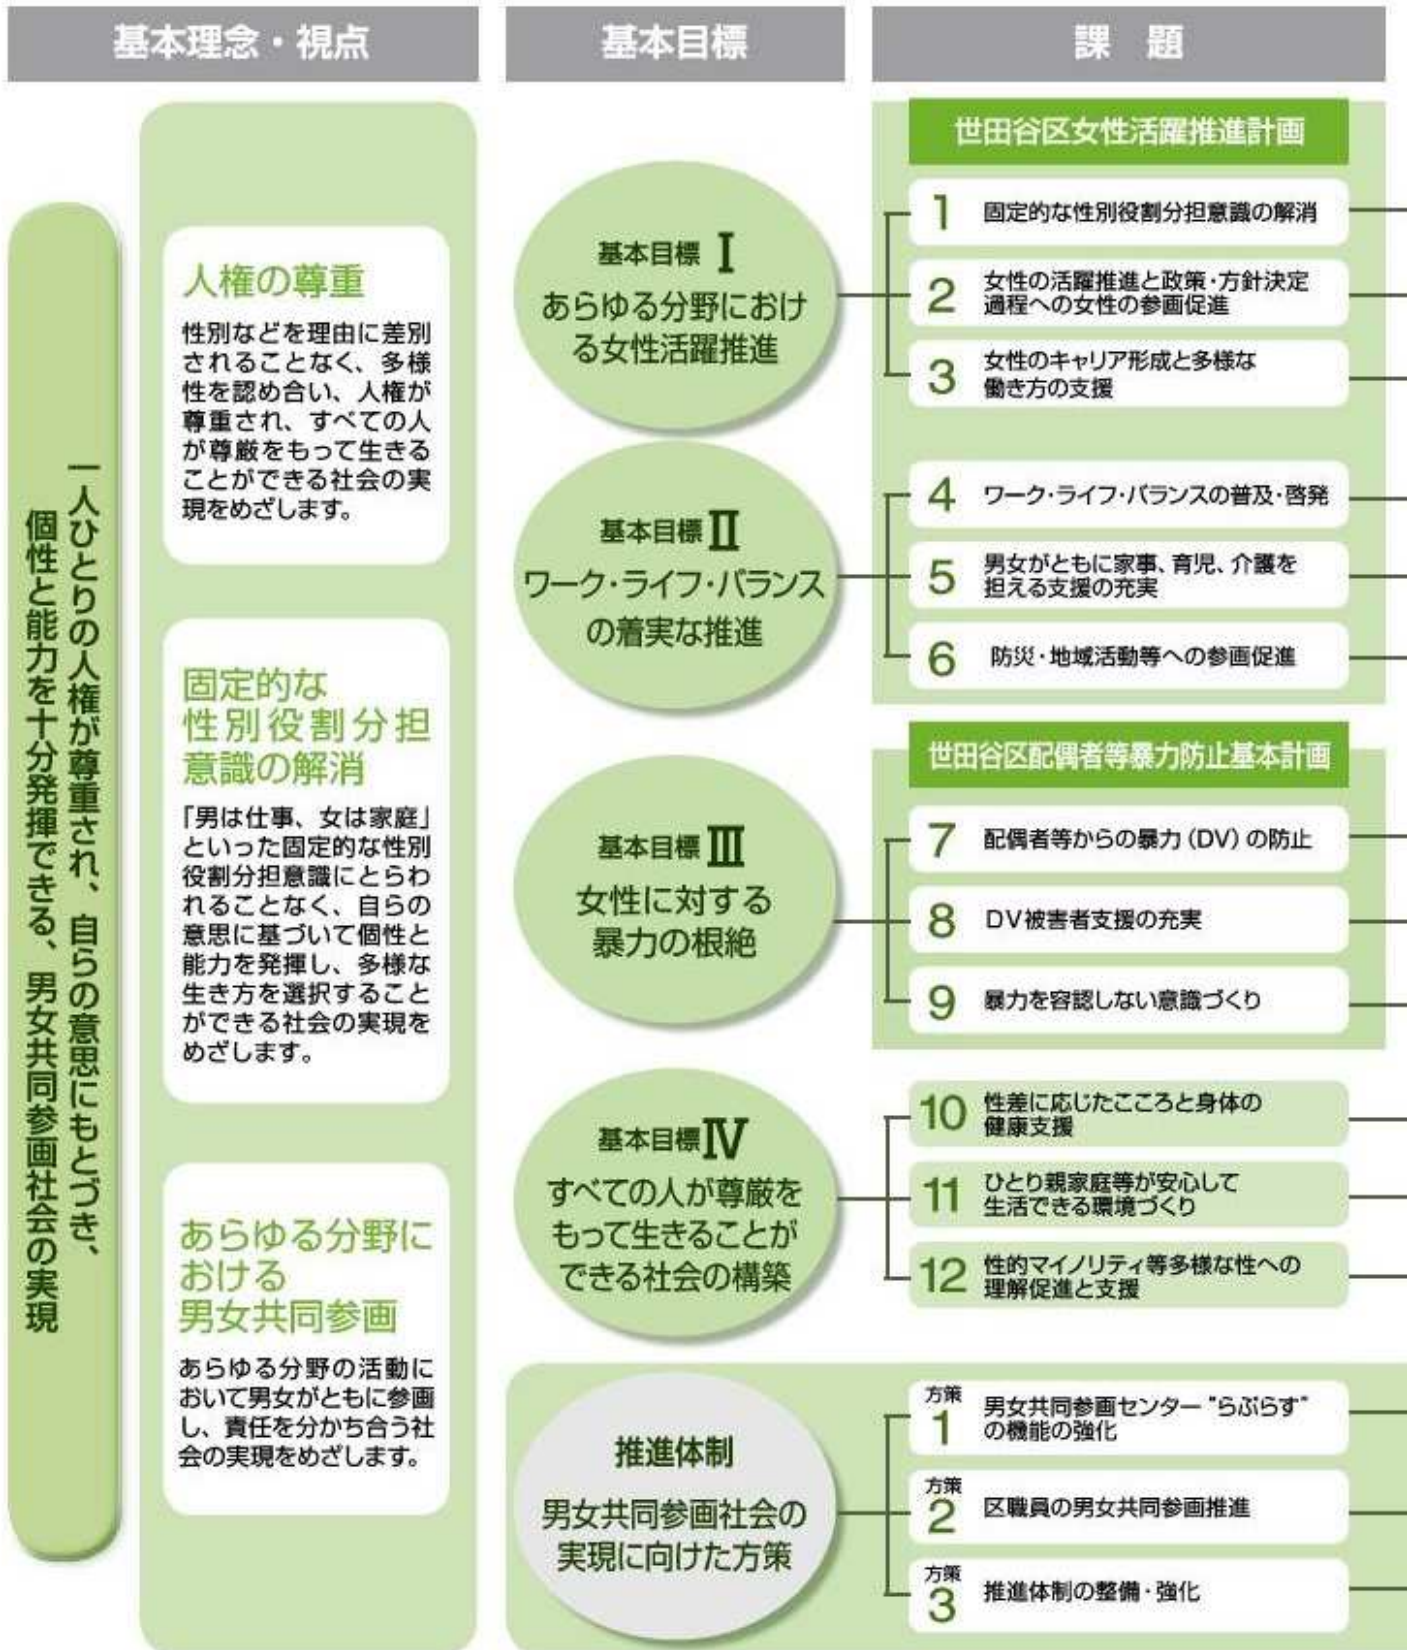 基本理念・視点
基本目標
課 題
一人ひとりの人権が尊重され、自らの意思にもとづき、
個性と能力を十分発揮できる、男女共同参画社会の実現
人権の尊重
性別などを理由に差別
されることなく、多様
性を認め合い、人権が
尊重され、すべての人
が尊厳をもって生きる
ことができる社会の実
現をめざします。
固定的な
性別役割分担
意識の解消
「男は仕事、女は家庭」
といった固定的な性別
役割分担意識にとらわ
れることなく、自らの
意思に基づいて個性と
能力を発揮し、多様な
生き方を選択すること
ができる社会の実現を
めざします。
あらゆる分野に
おける
男女共同参画
あらゆる分野の活動に
おいて男女がともに参画
し、責任を分かち合う社
会の実現をめざします。
基本目標 Ⅰ
あらゆる分野におけ
る女性活躍推進
世田谷区女性活躍推進計画
1 固定的な性別役割分担意識の解消
2 女性の活躍推進と政策・方針決定
過程への女性の参画促進
3 女性のキャリア形成と多様な
働き方の支援
基本目標 Ⅱ
ワーク・ライフ・バランス
の着実な推進
4 ワーク・ライフ・バランスの普及・啓発
5 男女がともに家事、育児、介護を
担える支援の充実
6 防災・地域活動等への参画促進
基本目標 Ⅲ
女性に対する
暴力の根絶
世田谷区配偶者等暴力防止基本計画
7 配偶者等からの暴力（DV）の防止
8 DV被害者支援の充実
9 暴力を容認しない意識づくり
基本目標 Ⅳ
すべての人が尊厳を
もって生きることが
できる社会の構築
10 性差に応じたこころと身体の
健康支援
11 ひとり親家庭等が安心して
生活できる環境づくり
12 性的マイノリティ等多様な性への
理解促進と支援
推進体制
男女共同参画社会の
実現に向けた方策
方策
1 男女共同参画センター“らぷらす”
の機能の強化
方策
2 区職員の男女共同参画推進
方策
3 推進体制の整備・強化